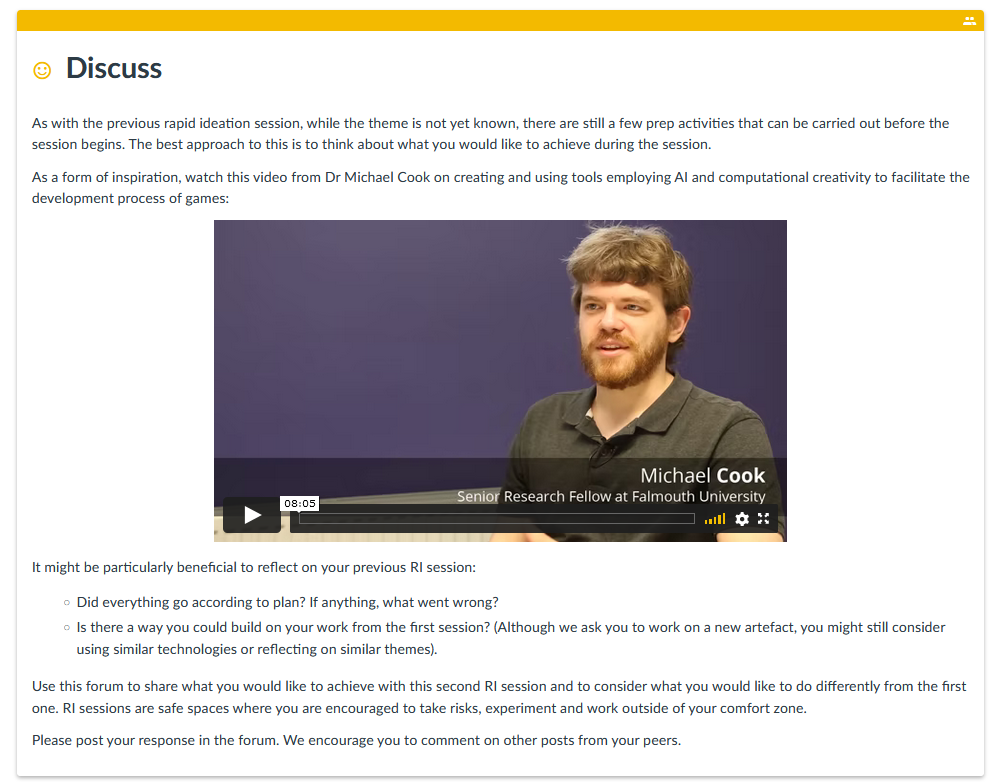 Discuss
As with the previous rapid ideation session, while the theme is not yet known, there are still a few prep activities that can be carried out before the
session begins. The best approach to this is to think about what you would like to achieve during the session.
As a form of inspiration, watch this video from Dr Michael Cook on creating and using tools employing AI and computational creativity to facilitate the
development process of games:
Michael Cook
Senior Research Fellow at Falmouth University
08:05
It might be particularly beneficial to reflect on your previous RI session:
Did everything go according to plan? If anything, what went wrong?
Is there a way you could build on your work from the first session? (Although we ask you to work on a new artefact, you might still consider
using similar technologies or reflecting on similar themes).
Use this forum to share what you would like to achieve with this second RI session and to consider what you would like to do differently from the first
one. RI sessions are safe spaces where you are encouraged to take risks, experiment and work outside of your comfort zone.
Please post your response in the forum. We encourage you to comment on other posts from your peers.